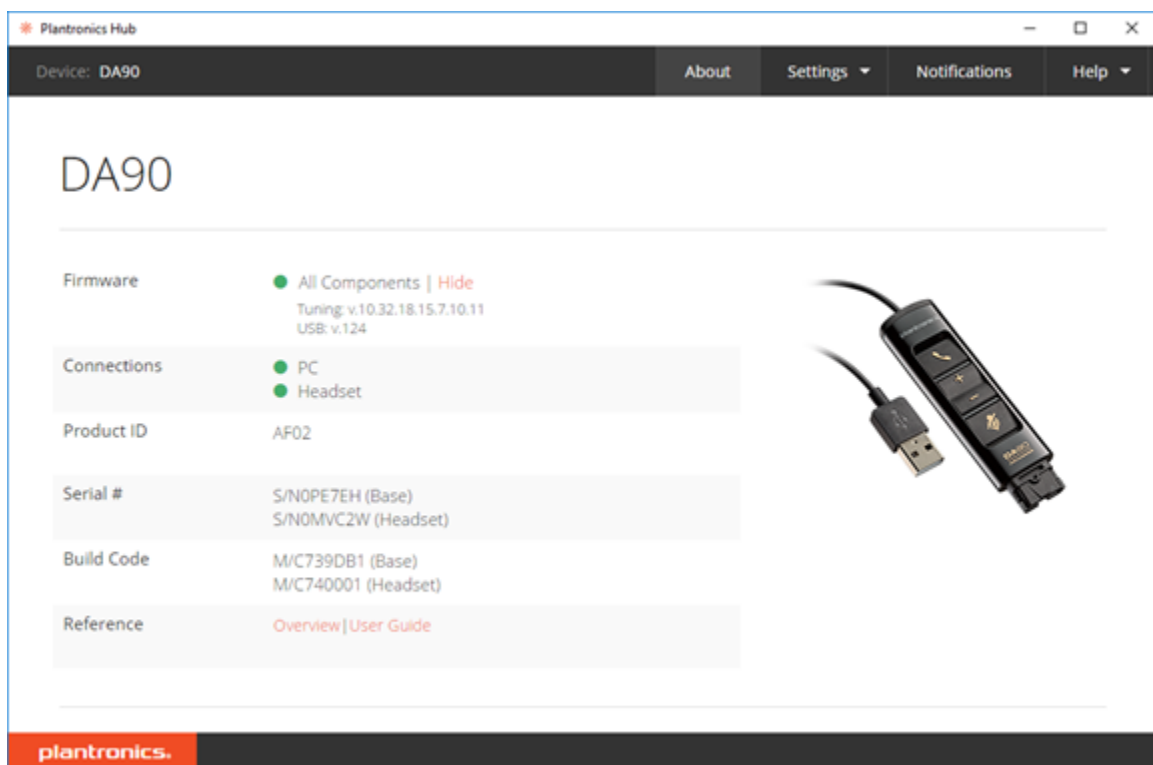 Plantronics Hub
Device: DA90
About
Settings
Notifications
Help
DA90
Firmware
All Components | Hide
Tuning: v.10.32.18.15.7.10.11
USB: v.124
Connections
PC
Headset
Product ID
AF02
Serial #
S/N0PE7EH (Base)
S/N0MVC2W (Headset)
Build Code
M/C739DB1 (Base)
M/C740001 (Headset)
Reference
Overview|User Guide
plantronics
DA90
plantronics.